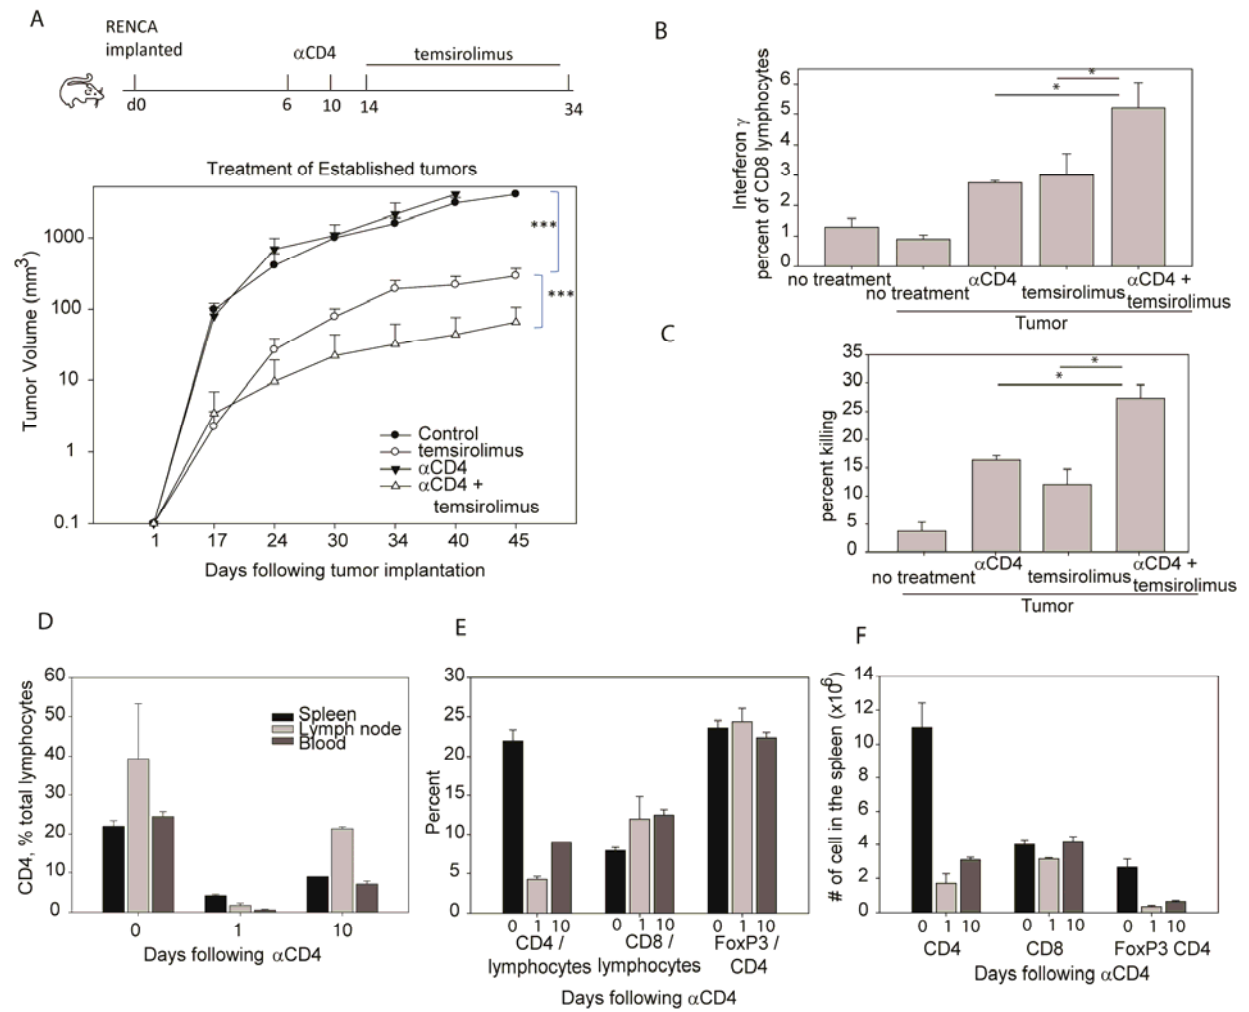 A
RENCA
implanted
αCD4
temsirolimus
d0
6
10
14
34
Treatment of Established tumors
Tumor Volume (mm3)
1000
100
10
1
0.1
***
***
Control
temsirolimus
αCD4
αCD4 +
temsirolimus
1 17 24 30 34 40 45
Days following tumor implantation
B
Interferon γ
percent of CD8 lymphocytes
6
5
4
3
2
1
0
*
*
no treatment
no treatment
αCD4
temsirolimus
αCD4 +
temsirolimus
Tumor
C
percent killing
35
30
25
20
15
10
5
0
*
*
no treatment
αCD4
temsirolimus
αCD4 +
temsirolimus
Tumor
D
CD4, % total lymphocytes
60
50
40
30
20
10
0
Spleen
Lymph node
Blood
0 1 10
Days following αCD4
E
Percent
30
25
20
15
10
5
0
0 1 10 0 1 10 0 1 10
CD4 /
lymphocytes
CD8 /
lymphocytes
FoxP3 /
CD4
Days following αCD4
F
# of cell in the spleen (x10^6)
14
12
10
8
6
4
2
0
0 1 10 0 1 10 0 1 10
CD4 CD8 FoxP3 CD4
Days following αCD4